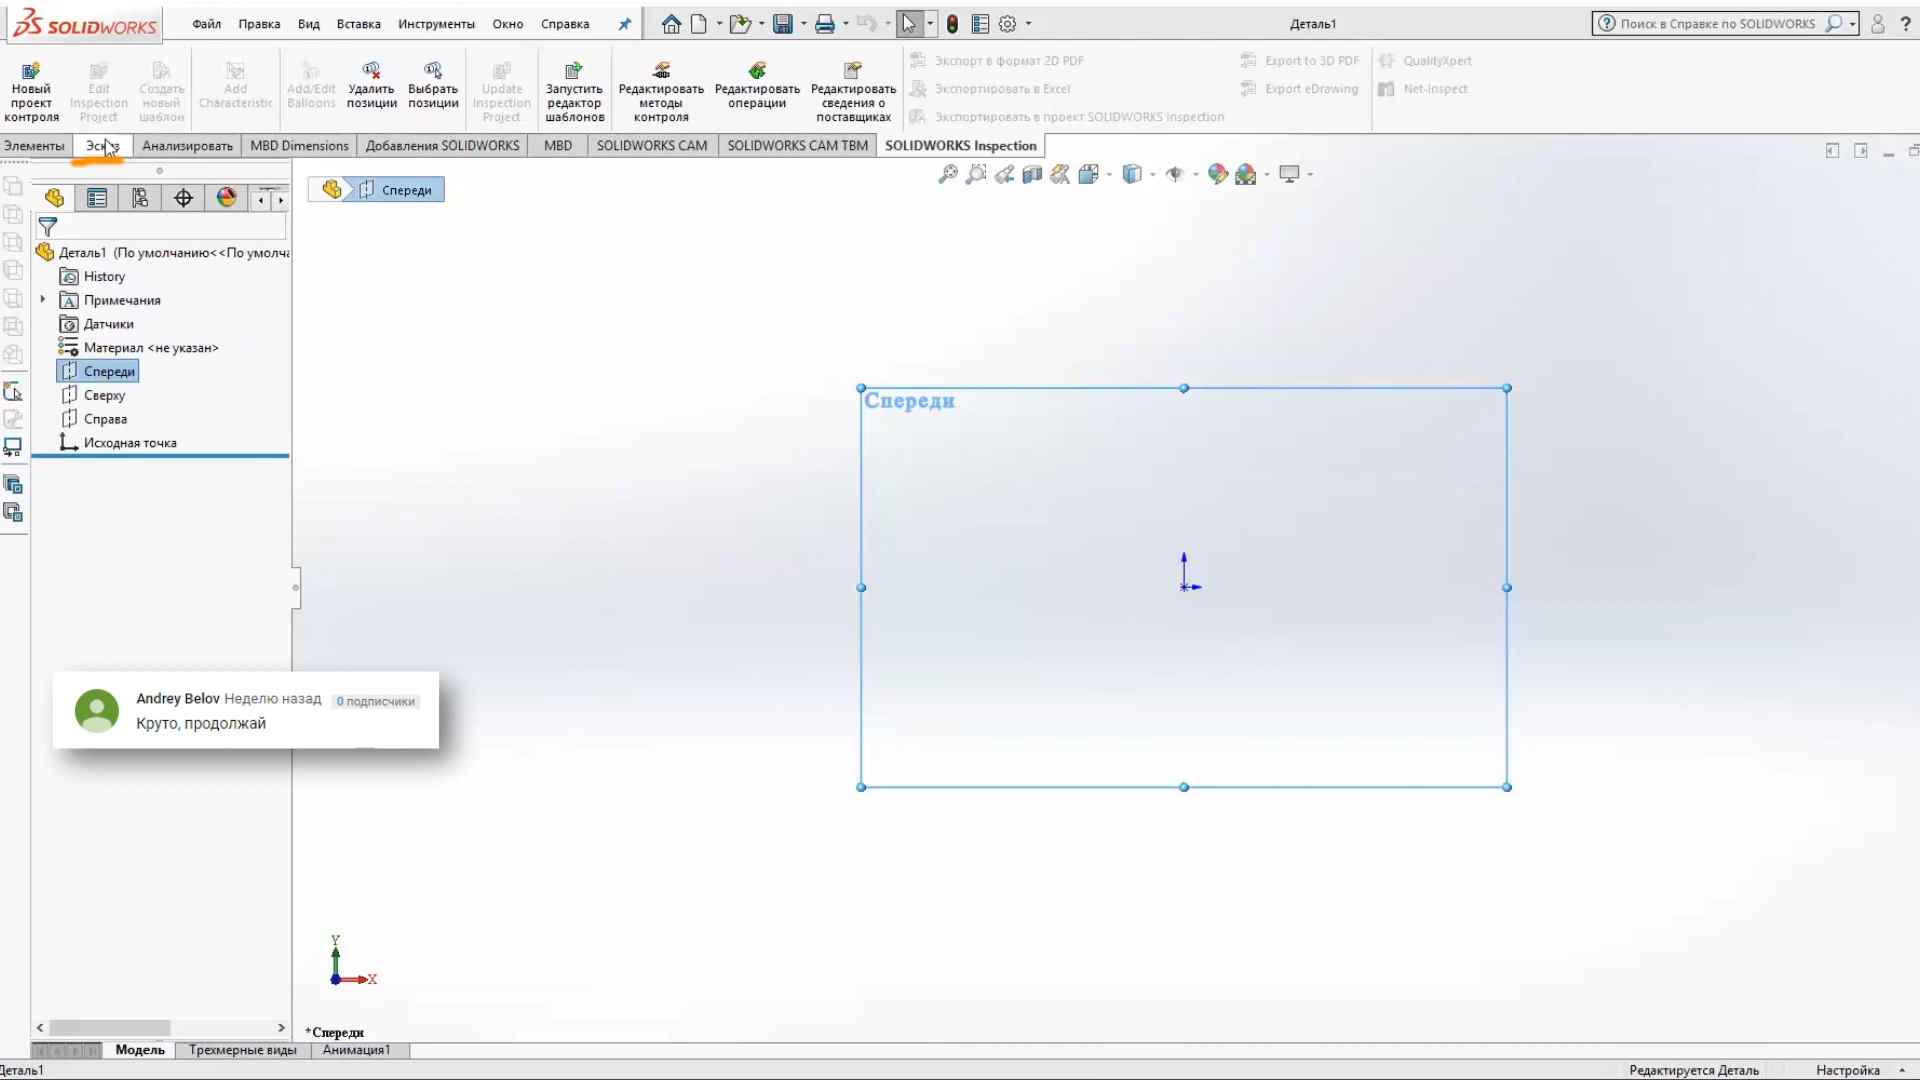 SOLIDWORKS
Файл Правка Вид Вставка Инструменты Окно Справка
Деталь1
Поиск в Справке по SOLIDWORKS
?
Новый проект контроля
Edit Inspection Project
Создать новый шаблон
Add Characteristic
Add/Edit Balloons
Удалить позиции
Выбрать позиции
Update Inspection Project
Запустить редактор шаблонов
Редактировать методы контроля
Редактировать операции
Редактировать сведения о поставщиках
Экспорт в формат 2D PDF
Экспортировать в Excel
Экспортировать в проект SOLIDWORKS Inspection
Export to 3D PDF
Export eDrawing
QualityXpert
Net-Inspect
Элементы
Анализировать
MBD Dimensions
Добавления SOLIDWORKS
MBD
SOLIDWORKS CAM
SOLIDWORKS CAM TBM
SOLIDWORKS Inspection
Спереди
Деталь1 (По умолчанию<<По умолча
History
Примечания
Датчики
Материал <не указан>
Спереди
Сверху
Справа
Исходная точка
Спереди
Andrey Belov Неделю назад 0 подписчики
Круто, продолжай
Y
X
*Спереди
Модель Трехмерные виды Анимация1
Деталь1
Редактируется Деталь
Настройка